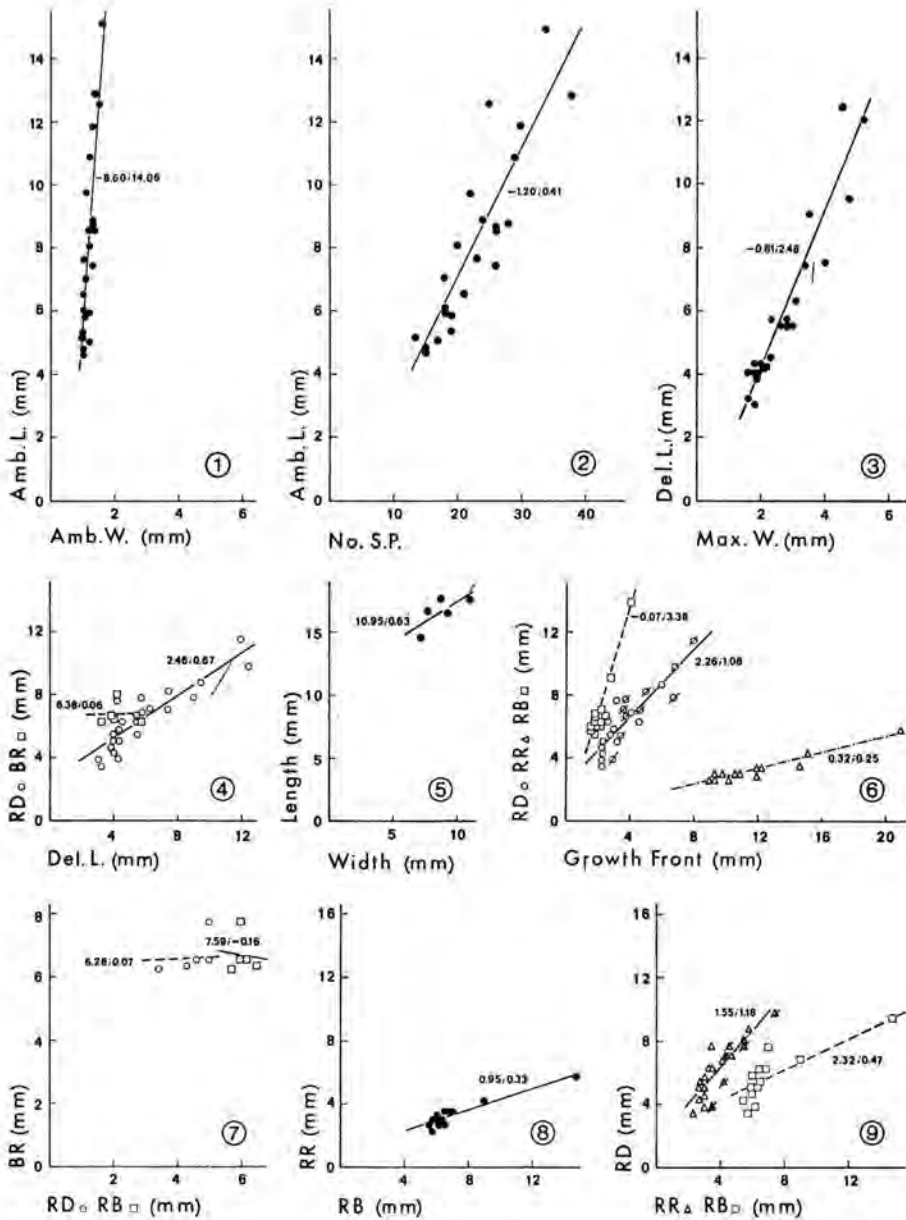 14
12
10
8
6
4
2
0
Amb. L. (mm)
-8.60/14.06
①
2 4 6
Amb.W. (mm)
14
12
10
8
6
4
2
0
Amb. L. (mm)
-1.20/0.41
②
10 20 30 40
No. S.P.
14
12
10
8
6
4
2
0
Del.L. (mm)
-0.81/2.48
③
2 4 6
Max. W. (mm)
12
8
4
0
RD○ BR□ (mm)
6.38/0.06
2.46/0.67
④
4 8 12
Del.L. (mm)
15
10
5
0
Length (mm)
10.95/0.63
⑤
5 10
Width (mm)
12
8
4
0
RD○ RR△ RB□ (mm)
-0.07/3.38
2.26/1.08
0.32/0.25
⑥
4 8 12 16 20
Growth Front (mm)
8
6
4
2
0
BR (mm)
6.28/0.07
7.59/-0.16
⑦
2 4 6
RD○ RB□ (mm)
16
12
8
4
0
RR (mm)
0.95/0.33
⑧
4 8 12
RB (mm)
16
12
8
4
0
RD (mm)
1.55/1.18
2.32/0.47
⑨
4 8 12
RR△ RB□ (mm)